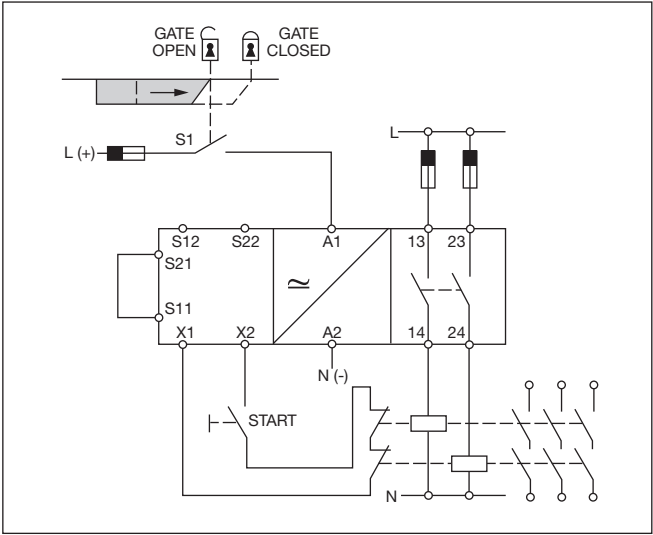 GATE OPEN
GATE CLOSED
S1
L (+)
L
S12 S22 A1 13 23
S21
≃
S11
X1 X2 A2 14 24
N (-)
START
N